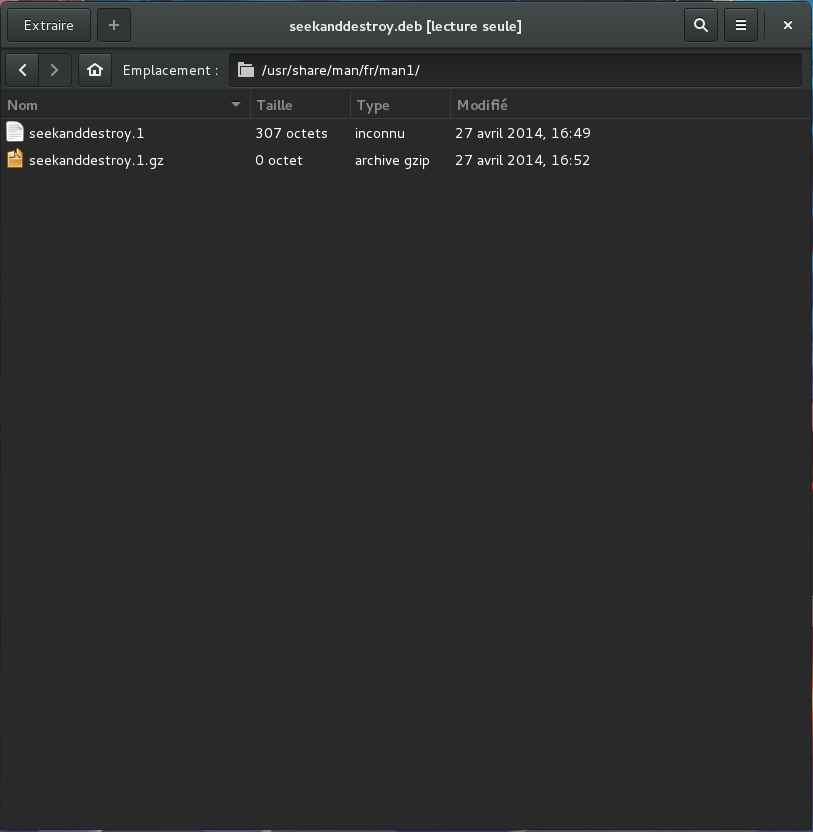 Extraire
seekanddestroy.deb [lecture seule]
Emplacement : /usr/share/man/fr/man1/
Nom Taille Type Modifié
seekanddestroy.1 307 octets inconnu 27 avril 2014, 16:49
seekanddestroy.1.gz 0 octet archive gzip 27 avril 2014, 16:52